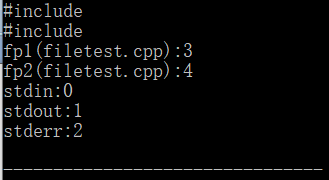 #include
#include
fp1(filetest.cpp):3
fp2(filetest.cpp):4
stdin:0
stdout:1
stderr:2
--------------------------------